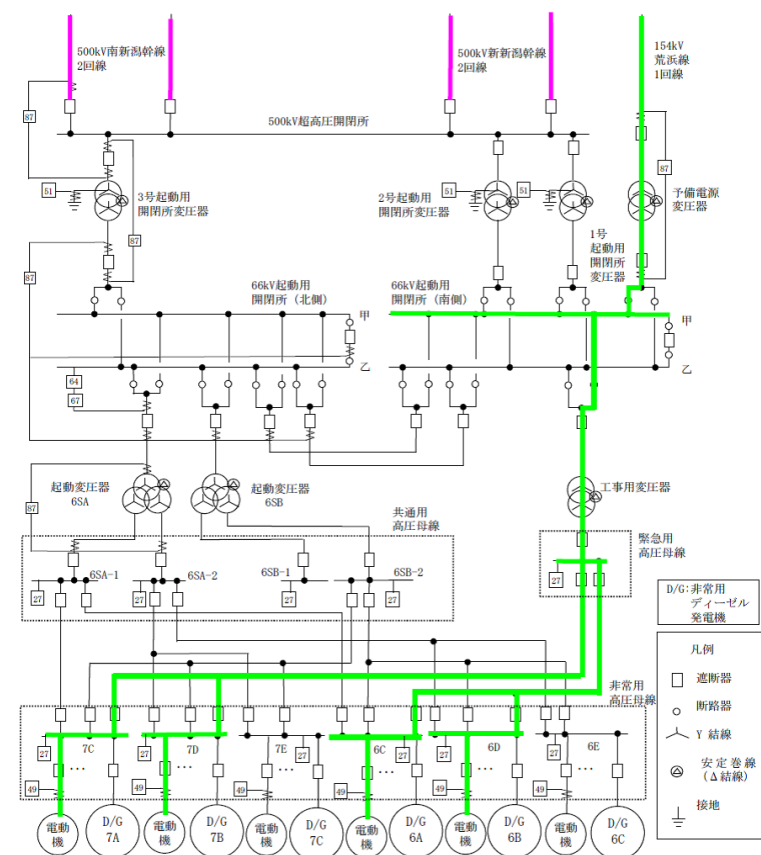 500kV南新潟幹線
2回線
500kV新新潟幹線
2回線
154kV
荒浜線
1回線
87
500kV超高圧開閉所
87
51
3号起動用
開閉所変圧器
2号起動用
開閉所変圧器
51
51
予備電源
変圧器
87
87
1号
起動用
開閉所
変圧器
66kV起動用
開閉所(北側)
66kV起動用
開閉所(南側)
甲
甲
乙
乙
64
67
起動変圧器
6SA
起動変圧器
6SB
工事用変圧器
87
共通用
高圧母線
緊急用
高圧母線
6SA-1
6SA-2
6SB-1
6SB-2
27
27
27
27
27
D/G:非常用
ディーゼル
発電機
凡例
遮断器
断路器
Y 結線
安定巻線
(Δ結線)
接地
非常用
高圧母線
7C
7D
7E
6C
6D
6E
27
27
27
27
27
27
...
...
...
...
...
...
49
49
49
49
49
49
電動
機
D/G
7A
電動
機
D/G
7B
電動
機
D/G
7C
電動
機
D/G
6A
電動
機
D/G
6B
電動
機
D/G
6C